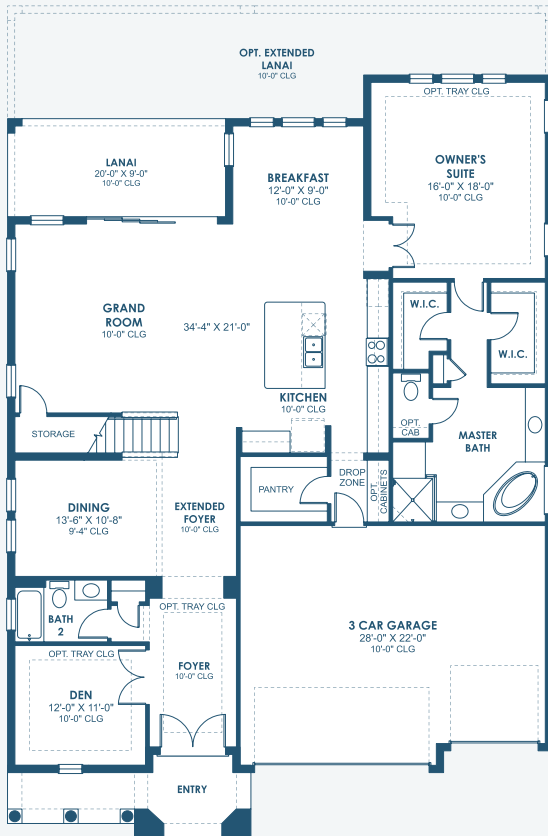 OPT. EXTENDED
LANAI
10'-0" CLG
OPT. TRAY CLG
LANAI
20'-0" X 9'-0"
10'-0" CLG
BREAKFAST
12'-0" X 9'-0"
10'-0" CLG
OWNER'S
SUITE
16'-0" X 18'-0"
10'-0" CLG
GRAND
ROOM
10'-0" CLG
34'-4" X 21'-0"
W.I.C.
W.I.C.
KITCHEN
10'-0" CLG
OPT.
CAB
STORAGE
MASTER
BATH
PANTRY
DROP
ZONE
OPT.
CABINETS
DINING
13'-6" X 10'-8"
9'-4" CLG
EXTENDED
FOYER
10'-0" CLG
OPT. TRAY CLG
BATH
2
3 CAR GARAGE
28'-0" X 22'-0"
10'-0" CLG
OPT. TRAY CLG
FOYER
10'-0" CLG
DEN
12'-0" X 11'-0"
10'-0" CLG
ENTRY